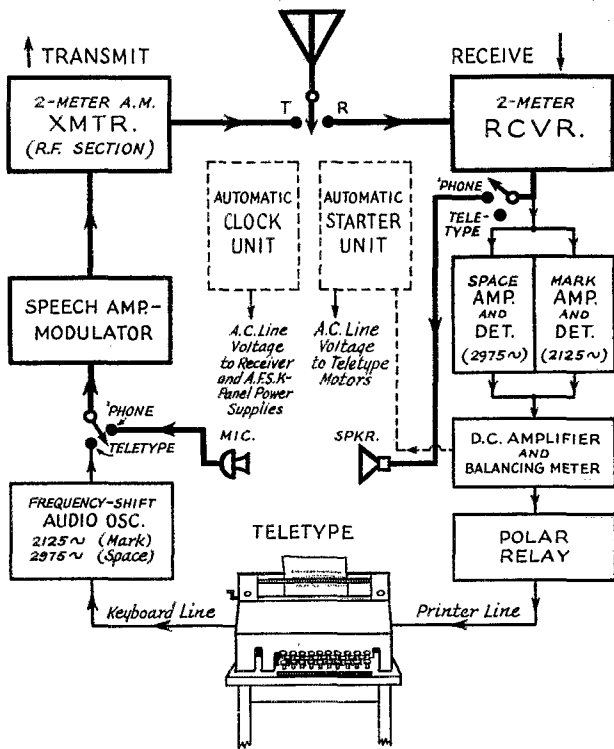 TRANSMIT
RECEIVE
2-METER A.M.
XMTR.
(R.F. SECTION)
T
R
2-METER
RCVR.
AUTOMATIC
CLOCK
UNIT
AUTOMATIC
STARTER
UNIT
'PHONE
TELE-
TYPE
SPEECH AMP.-
MODULATOR
A.C. Line
Voltage
to Receiver
and A.F.S.K-
Panel Power
Supplies
A.C. Line
Voltage
to Teletype
Motors
SPACE
AMP.
AND
DET.
(2975~)
MARK
AMP.
AND
DET.
(2125~)
'PHONE
TELETYPE
MIC.
SPKR.
D.C. AMPLIFIER
AND
BALANCING METER
FREQUENCY-SHIFT
AUDIO OSC.
2125~ (Mark)
2975~ (Space)
TELETYPE
POLAR
RELAY
Keyboard Line
Printer Line